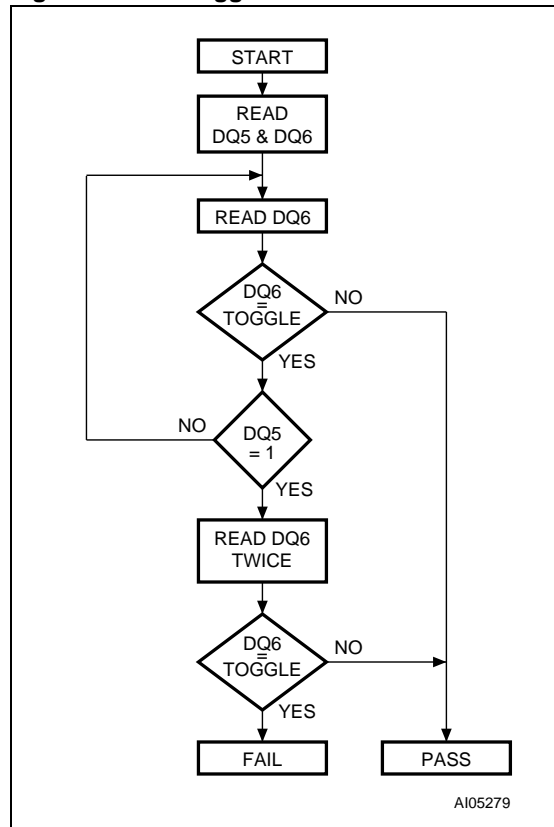 START
READ
DQ5 & DQ6
READ DQ6
DQ6
=
TOGGLE
NO
YES
NO
DQ5
= 1
YES
READ DQ6
TWICE
DQ6
=
TOGGLE
NO
YES
FAIL
PASS
AI05279